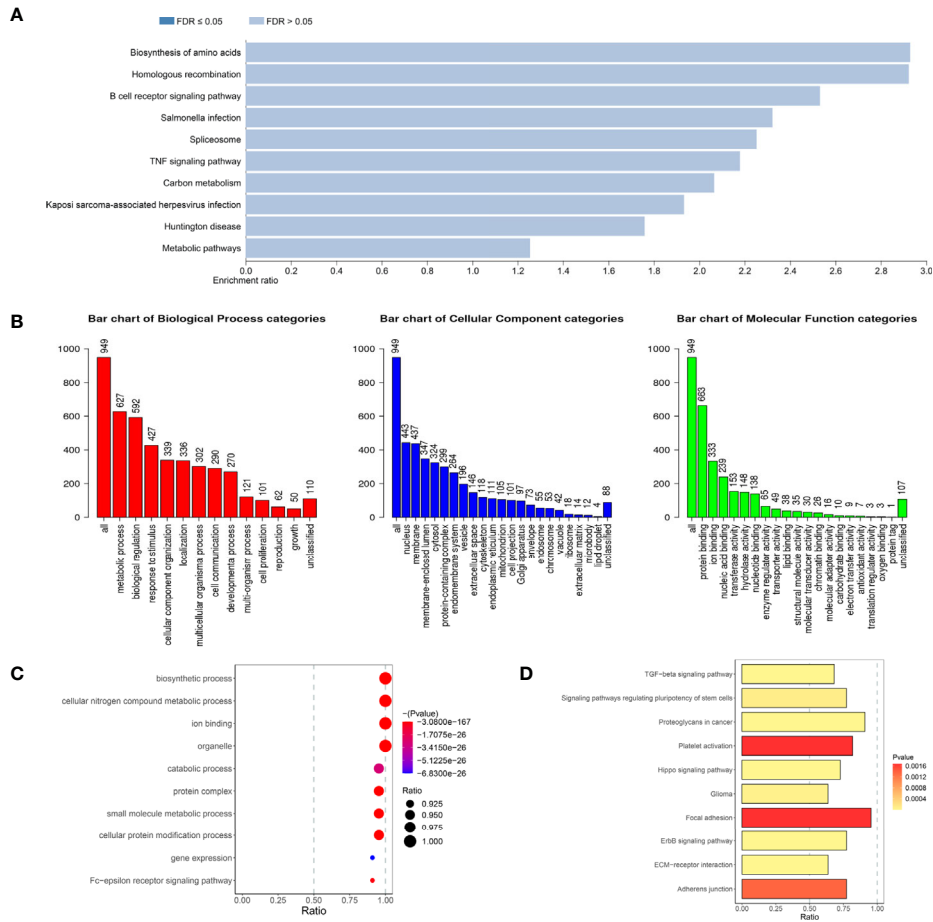 A
FDR ≤ 0.05 FDR > 0.05
Biosynthesis of amino acids
Homologous recombination
B cell receptor signaling pathway
Salmonella infection
Spliceosome
TNF signaling pathway
Carbon metabolism
Kaposi sarcoma-associated herpesvirus infection
Huntington disease
Metabolic pathways
0.0 0.2 0.4 0.6 0.8 1.0 1.2 1.4 1.6 1.8 2.0 2.2 2.4 2.5 2.8 3.0
Enrichment ratio
B
Bar chart of Biological Process categories
1000
800
600
400
200
0
949
627
592
427
339
336
302
290
270
121
101
62
50
110
all
metabolic process
biological regulation
response to stimulus
cellular component organization
localization
multicellular organisma process
cell communication
developmenta process
multi-organism process
cell proliferation
reproduction
growth
unclassified
Bar chart of Cellular Component categories
1000
800
600
400
200
0
949
443
437
347
324
299
264
196
146
118
111
105
101
97
73
55
53
42
18
14
12
4
88
all
nucleus
membrane
membrane-enclosed lumen
cytosol
protein-containing complex
endomembrane system
vesicle
extracellular space
cytoskeleton
endoplasmic reticulum
mitochondrion
cell projection
Golgi apparatus
envelope
endosome
chromosome
vacuole
ribosome
extracellular matrix
microbody
lipid droplet
unclassified
Bar chart of Molecular Function categories
1000
800
600
400
200
0
949
663
333
239
153
148
138
65
49
38
35
30
26
16
10
9
7
3
3
1
107
all
protein binding
ion binding
nucleic acid binding
transferase activity
hydrolase activity
nucleotide binding
enzyme regulator activity
transporter activity
lipid binding
structural molecule activity
molecular transducer activity
chromatin binding
molecular adaptor activity
carbohydrate binding
electron transfer activity
antioxidant activity
translation regulator activity
oxygen binding
protein tag
unclassified
C
biosynthetic process
cellular nitrogen compound metabolic process
ion binding
organelle
catabolic process
protein complex
small molecule metabolic process
cellular protein modification process
gene expression
Fc-epsilon receptor signaling pathway
0.00 0.25 0.50 0.75 1.00
Ratio
-(Pvalue)
-3.0800e-167
-1.7075e-26
-3.4150e-26
-5.1225e-26
-6.8300e-26
Ratio
0.925
0.950
0.975
1.000
D
TGF-beta signaling pathway
Signaling pathways regulating pluripotency of stem cells
Proteoglycans in cancer
Platelet activation
Hippo signaling pathway
Glioma
Focal adhesion
ErbB signaling pathway
ECM-receptor interaction
Adherens junction
0.00 0.25 0.50 0.75 1.00
Ratio
Pvalue
0.0016
0.0012
0.0008
0.0004